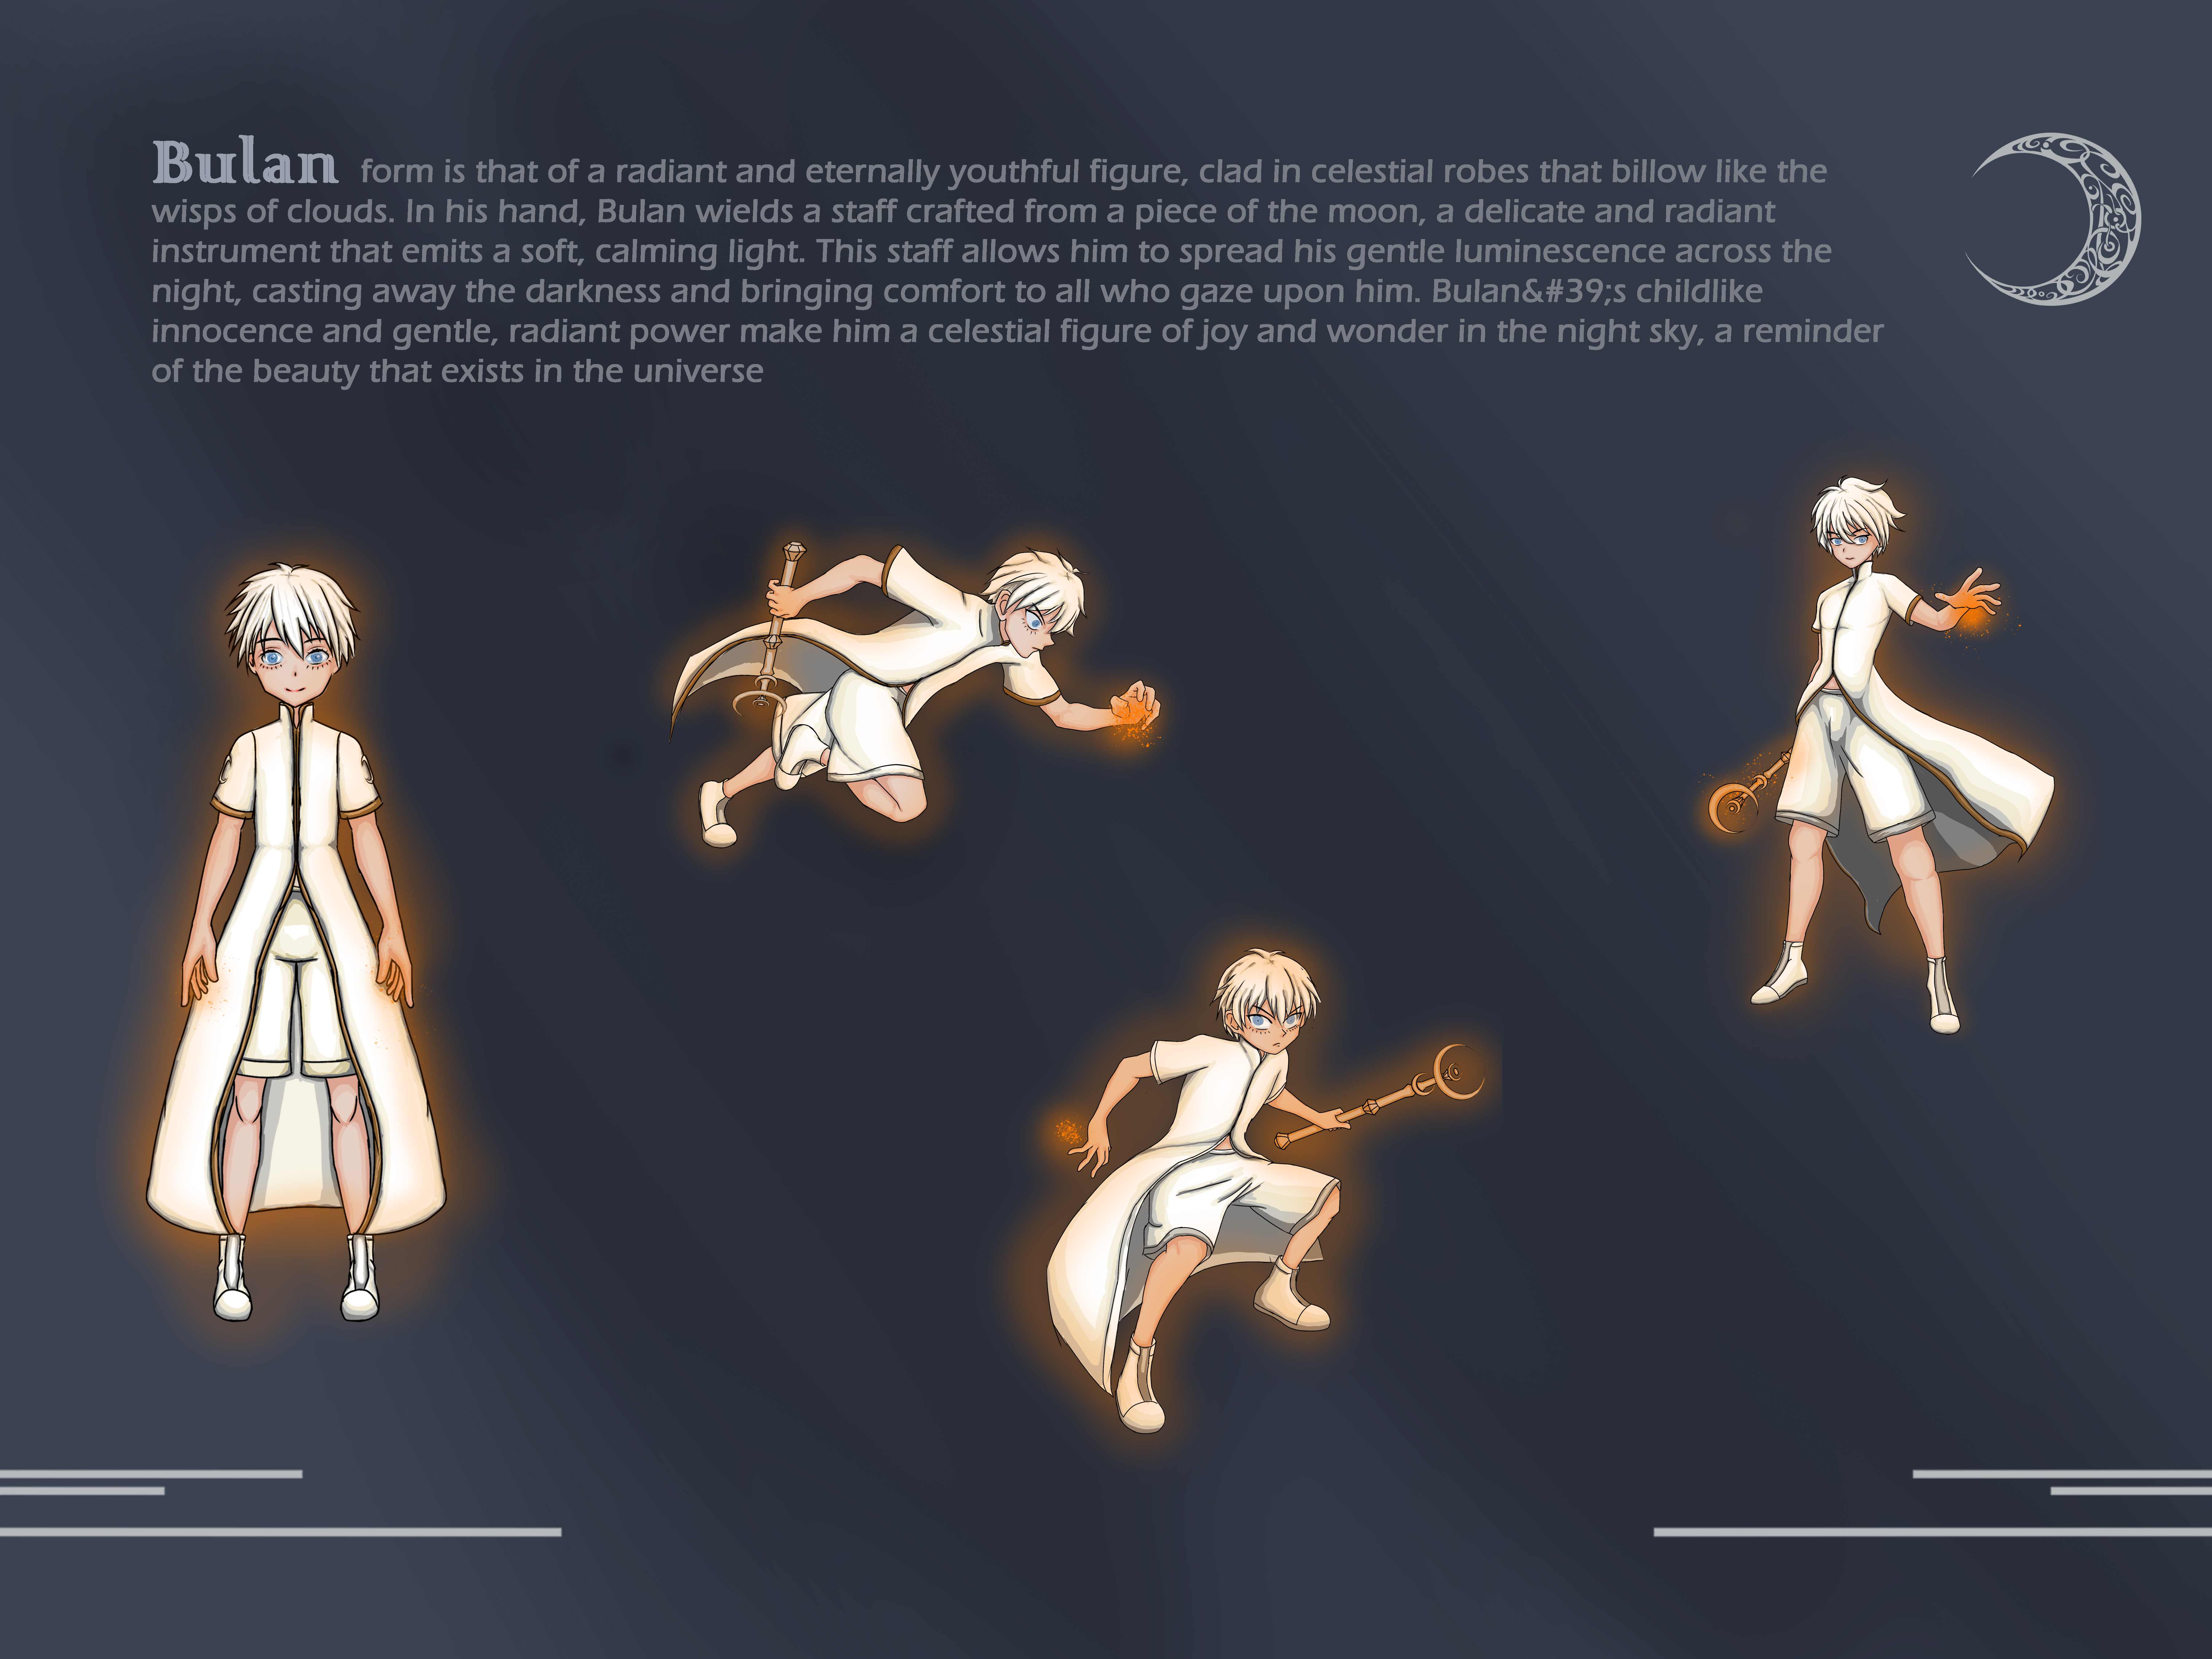 Bulan form is that of a radiant and eternally youthful figure, clad in celestial robes that billow like the
wisps of clouds. In his hand, Bulan wields a staff crafted from a piece of the moon, a delicate and radiant
instrument that emits a soft, calming light. This staff allows him to spread his gentle luminescence across the
night, casting away the darkness and bringing comfort to all who gaze upon him. Bulan&#39;s childlike
innocence and gentle, radiant power make him a celestial figure of joy and wonder in the night sky, a reminder
of the beauty that exists in the universe